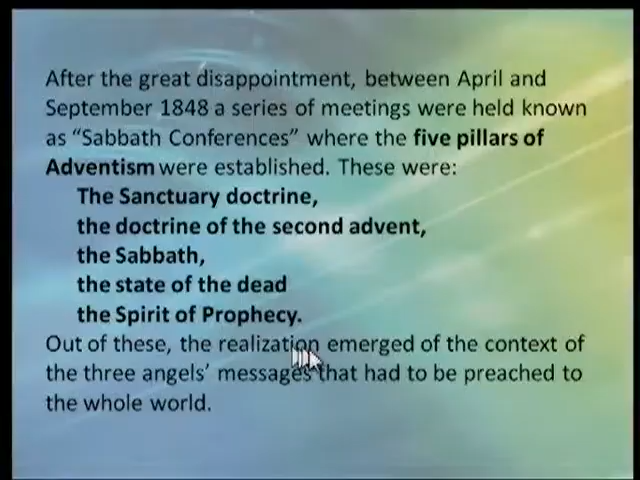 After the great disappointment, between April and
September 1848 a series of meetings were held known
as “Sabbath Conferences” where the five pillars of
Adventism were established. These were:
The Sanctuary doctrine,
the doctrine of the second advent,
the Sabbath,
the state of the dead
the Spirit of Prophecy.
Out of these, the realization emerged of the context of
the three angels’ messages that had to be preached to
the whole world.